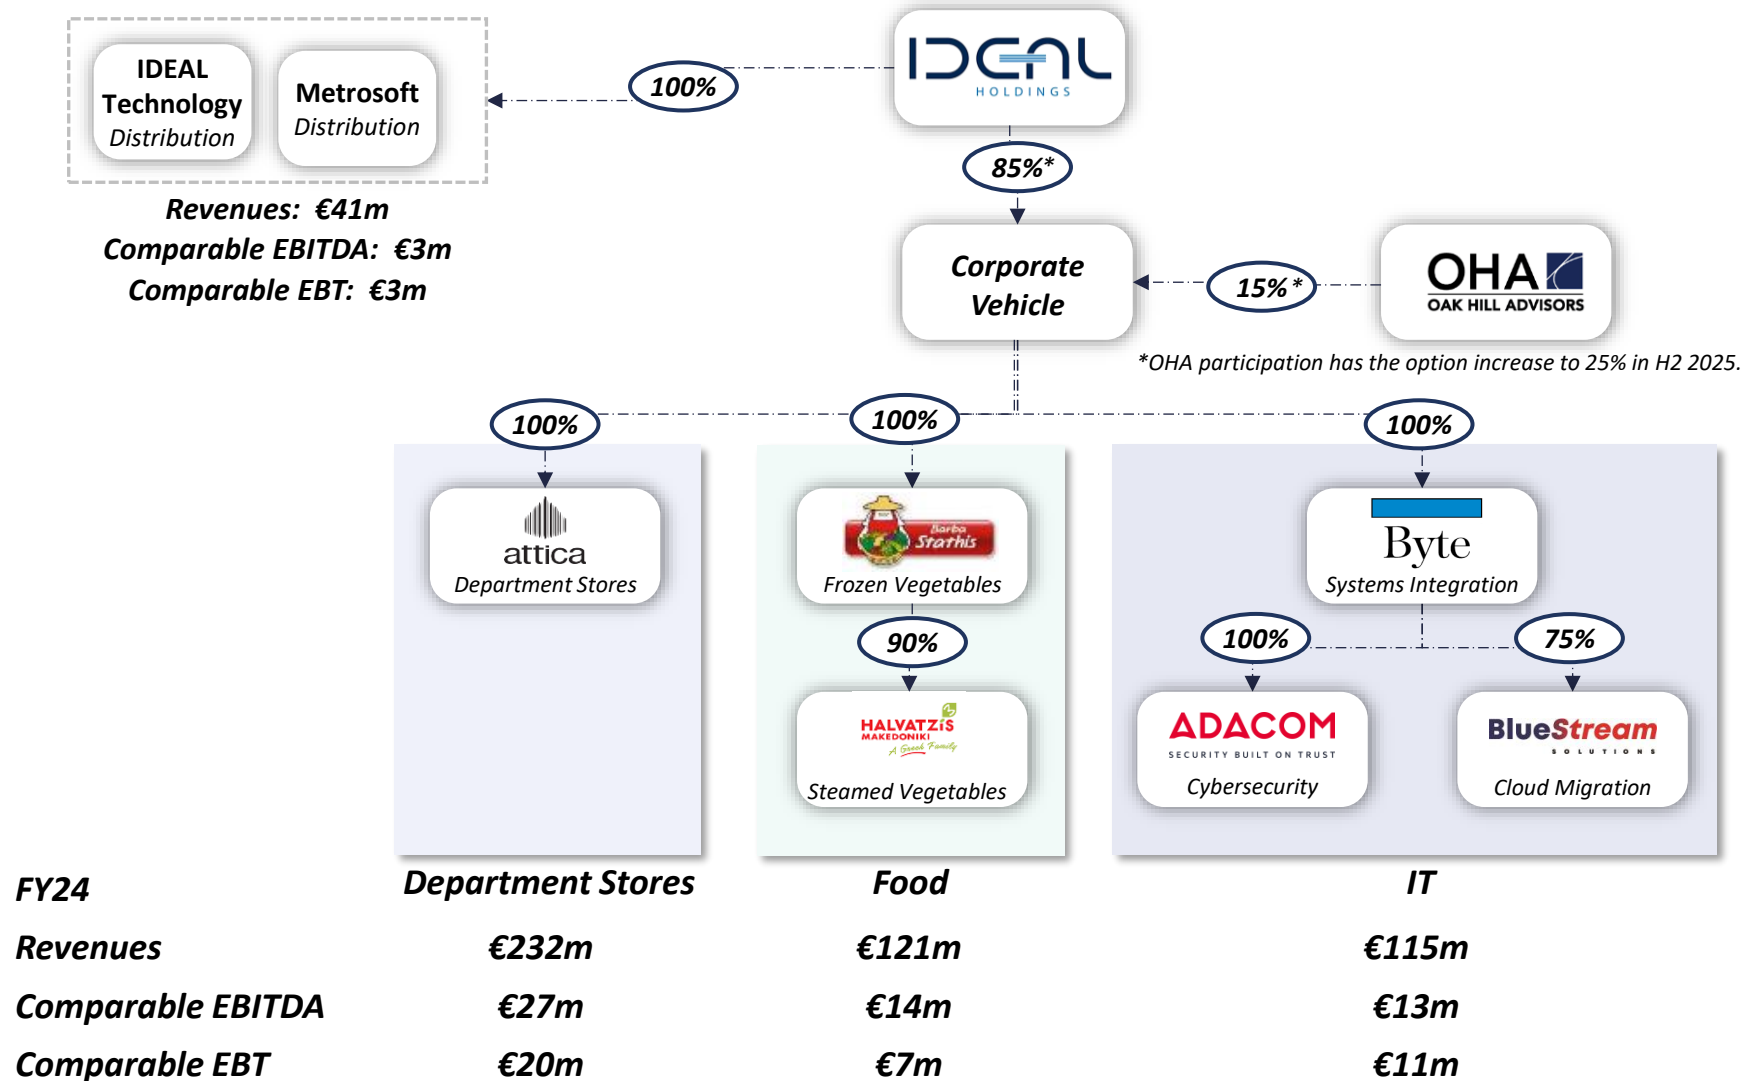 IDEAL
HOLDINGS
IDEAL
Technology
Distribution
Metrosoft
Distribution
100%
Revenues: €41m
Comparable EBITDA: €3m
Comparable EBT: €3m
85%*
Corporate
Vehicle
15%*
OHA
OAK HILL ADVISORS
*OHA participation has the option increase to 25% in H2 2025.
100%
100%
100%
attica
Department Stores
Barba
Stathis
Frozen Vegetables
90%
HALVATZiS
MAKEDONIKI
A Greek Family
Steamed Vegetables
Byte
Systems Integration
100%
75%
ADACOM
SECURITY BUILT ON TRUST
Cybersecurity
BlueStream
SOLUTIONS
Cloud Migration
FY24 Department Stores Food IT
Revenues €232m €121m €115m
Comparable EBITDA €27m €14m €13m
Comparable EBT €20m €7m €11m